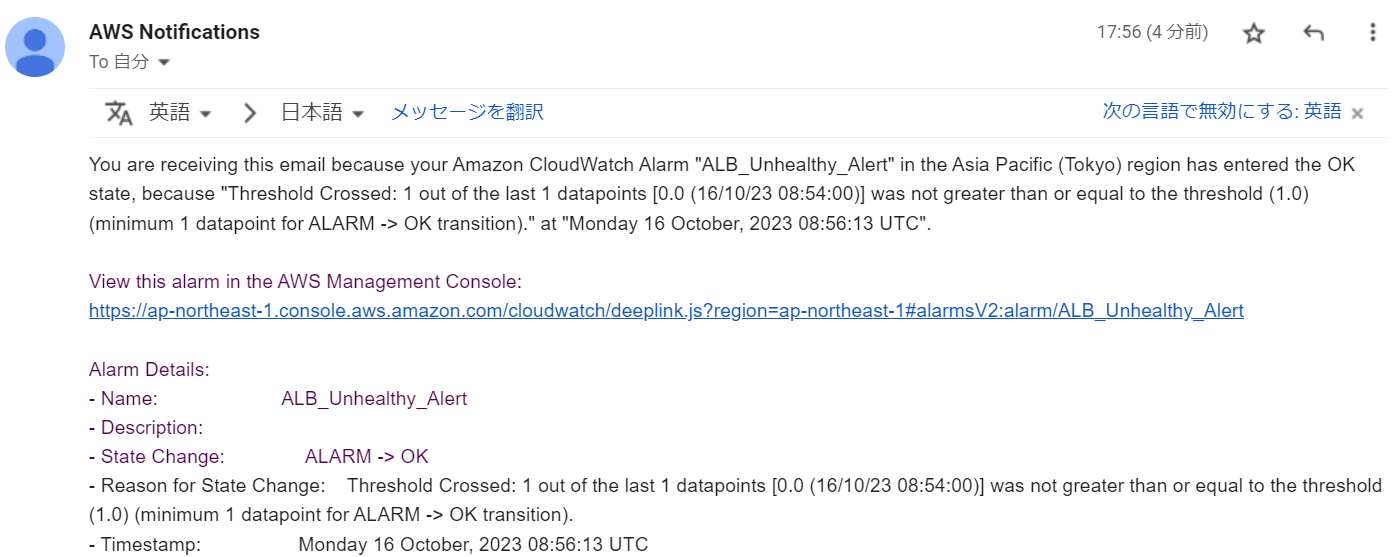 AWS Notifications
17:56 (4 分前)
To 自分
英語
日本語
メッセージを翻訳
次の言語で無効にする: 英語
You are receiving this email because your Amazon CloudWatch Alarm "ALB_Unhealthy_Alert" in the Asia Pacific (Tokyo) region has entered the OK
state, because "Threshold Crossed: 1 out of the last 1 datapoints [0.0 (16/10/23 08:54:00)] was not greater than or equal to the threshold (1.0)
(minimum 1 datapoint for ALARM -> OK transition)." at "Monday 16 October, 2023 08:56:13 UTC".
View this alarm in the AWS Management Console:
https://ap-northeast-1.console.aws.amazon.com/cloudwatch/deeplink.js?region=ap-northeast-1#alarmsV2:alarm/ALB_Unhealthy_Alert
Alarm Details:
- Name: ALB_Unhealthy_Alert
- Description:
- State Change: ALARM -> OK
- Reason for State Change: Threshold Crossed: 1 out of the last 1 datapoints [0.0 (16/10/23 08:54:00)] was not greater than or equal to the threshold
(1.0) (minimum 1 datapoint for ALARM -> OK transition).
- Timestamp: Monday 16 October, 2023 08:56:13 UTC